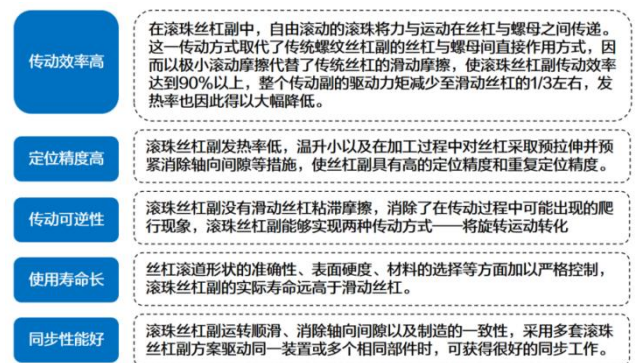 传动效率高
在滚珠丝杠副中，自由滚动的滚珠将力与运动在丝杠与螺母之间传递。
这一传动方式取代了传统螺纹丝杠副的丝杠与螺母间直接作用方式，因
而以极小滚动摩擦代替了传统丝杠的滑动摩擦，使滚珠丝杠副传动效率
达到90%以上，整个传动副的驱动力矩减少至滑动丝杠的1/3左右，发
热率也因此得以大幅降低。
定位精度高
滚珠丝杠副发热率低，温升小以及在加工过程中对丝杠采取预拉伸并预
紧消除轴向间隙等措施，使丝杠副具有高的定位精度和重复定位精度。
传动可逆性
滚珠丝杠副没有滑动丝杠粘滞摩擦，消除了在传动过程中可能出现的爬
行现象，滚珠丝杠副能够实现两种传动方式——将旋转运动转化
使用寿命长
丝杠滚道形状的准确性、表面硬度、材料的选择等方面加以严格控制，
滚珠丝杠副的实际寿命远高于滑动丝杠。
同步性能好
滚珠丝杠副运转顺滑、消除轴向间隙以及制造的一致性，采用多套滚珠
丝杠副方案驱动同一装置或多个相同部件时，可获得很好的同步工作。